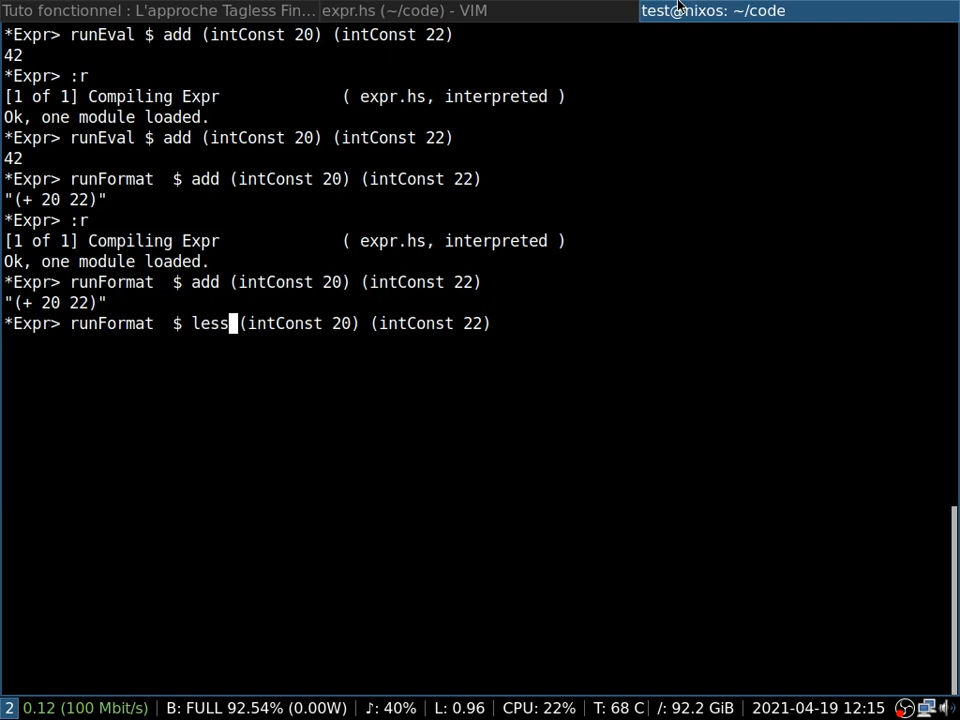 Tuto fonctionnel : L'approche Tagless Fin... expr.hs (~/code) - VIM test@nixos: ~/code
*Expr> runEval $ add (intConst 20) (intConst 22)
42
*Expr> :r
[1 of 1] Compiling Expr             ( expr.hs, interpreted )
Ok, one module loaded.
*Expr> runEval $ add (intConst 20) (intConst 22)
42
*Expr> runFormat  $ add (intConst 20) (intConst 22)
"(+ 20 22)"
*Expr> :r
[1 of 1] Compiling Expr             ( expr.hs, interpreted )
Ok, one module loaded.
*Expr> runFormat  $ add (intConst 20) (intConst 22)
"(+ 20 22)"
*Expr> runFormat  $ less (intConst 20) (intConst 22)
2 0.12 (100 Mbit/s) | B: FULL 92.54% (0.00W) | ♪: 40% | L: 0.96 | CPU: 22% | T: 68 C | /: 92.2 GiB | 2021-04-19 12:15